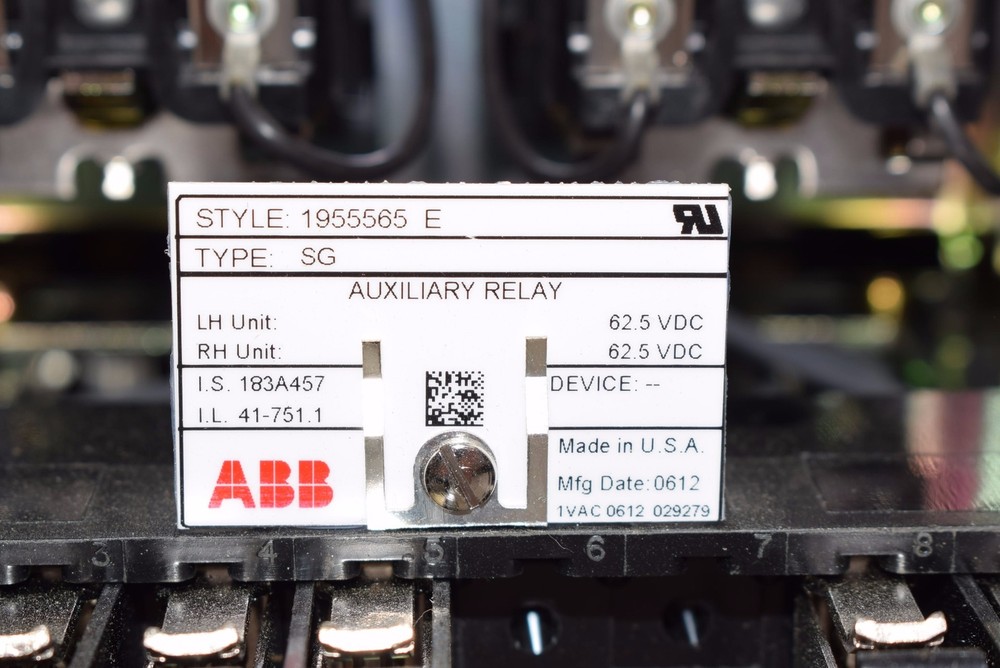 STYLE: 1955565 E
TYPE: SG
AUXILIARY RELAY
LH Unit: 62.5 VDC
RH Unit: 62.5 VDC
I.S. 183A457 DEVICE: --
I.L. 41-751.1
ABB
Made in U.S.A.
Mfg Date: 0612
1VAC 0612 029279
3 4 5 6 7 8